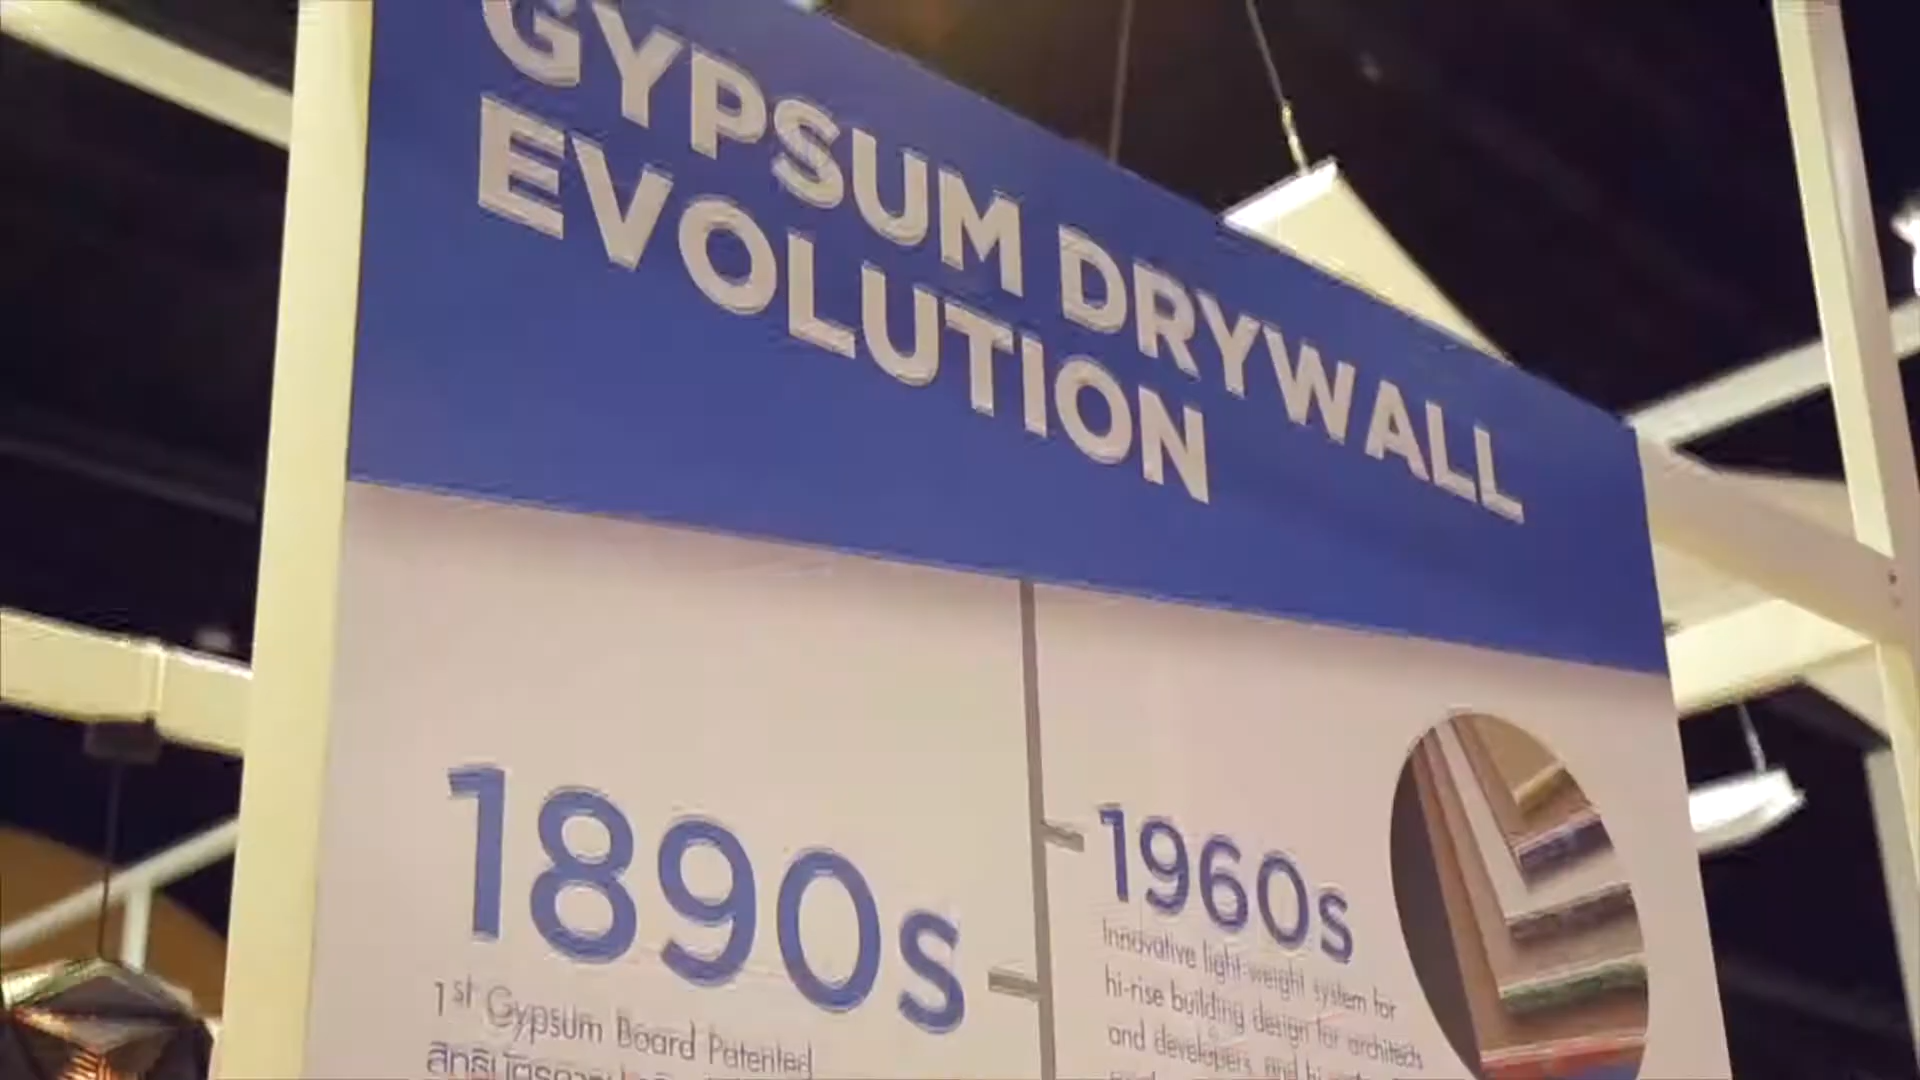 GYPSUM DRYWALL
EVOLUTION
1890s
1st Gypsum Board Patented
1960s
Innovative light-weight system for
hi-rise building design for architects
and developers, and